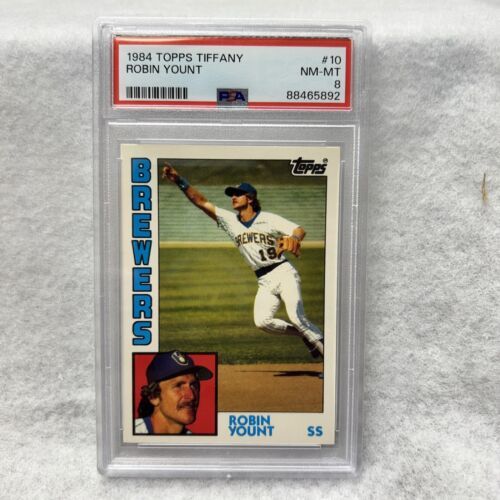 1984 TOPPS TIFFANY #10
ROBIN YOUNT NM-MT
8
PSA 88465892
Topps
BREWERS
BREWERS
19
ROBIN
YOUNT SS